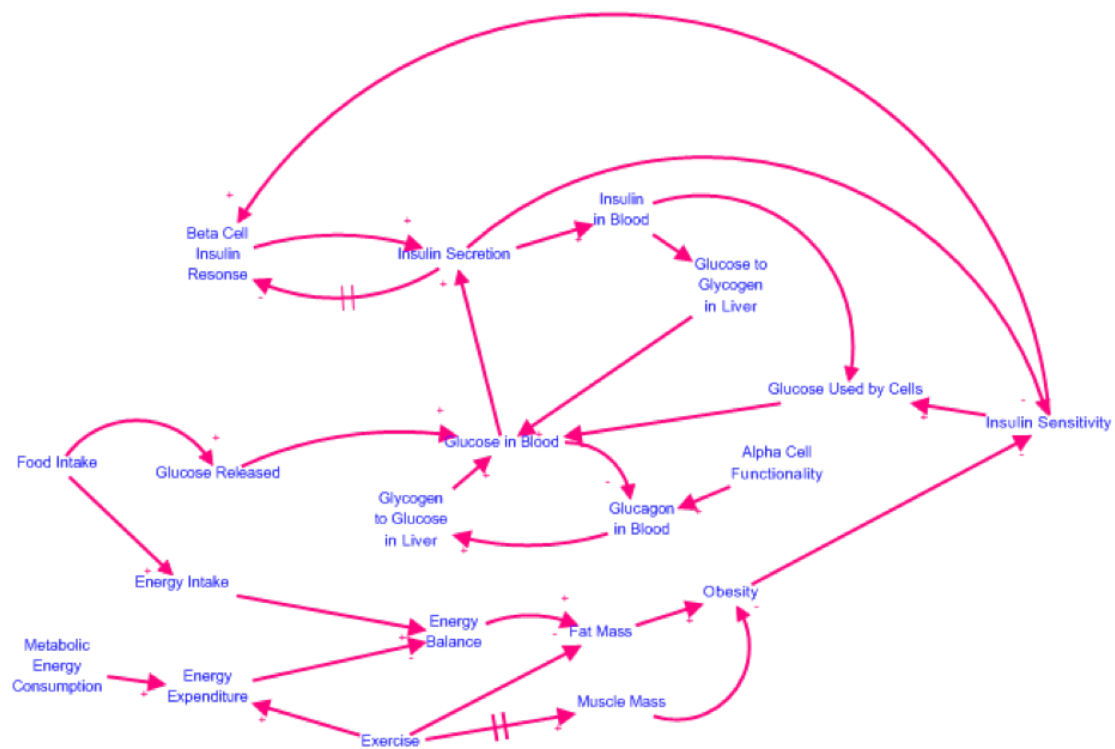 Beta Cell
Insulin
Resonse
Insulin Secretion
Insulin
in Blood
Glucose to
Glycogen
in Liver
Glucose Used by Cells
Insulin Sensitivity
Food Intake
Glucose Released
Glucose in Blood
Alpha Cell
Functionality
Glycogen
to Glucose
in Liver
Glucagon
in Blood
Energy Intake
Obesity
Energy
Balance
Fat Mass
Metabolic
Energy
Consumption
Energy
Expenditure
Muscle Mass
Exercise